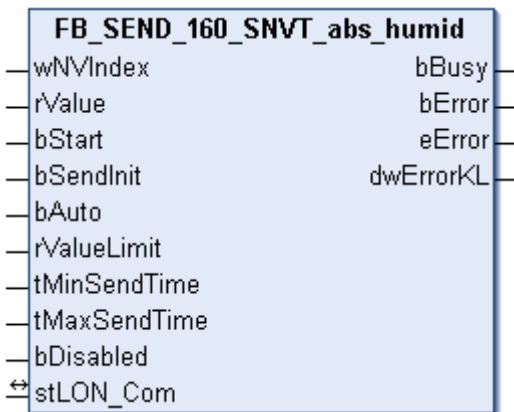 FB_SEND_160_SNVT_abs_humid
wNVIndex bBusy
rValue bError
bStart eError
bSendInit dwErrorKL
bAuto
rValueLimit
tMinSendTime
tMaxSendTime
bDisabled
stLON_Com